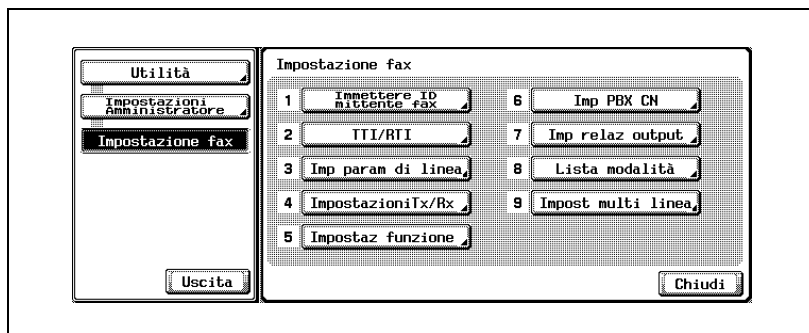 Utilità
Impostazioni
Amministratore
Impostazione fax
Uscita
Impostazione fax
1 Immettere ID
mittente fax
2 TTI/RTI
3 Imp param di linea
4 ImpostazioniTx/Rx
5 Impostaz funzione
6 Imp PBX CN
7 Imp relaz output
8 Lista modalità
9 Impost multi linea
Chiudi